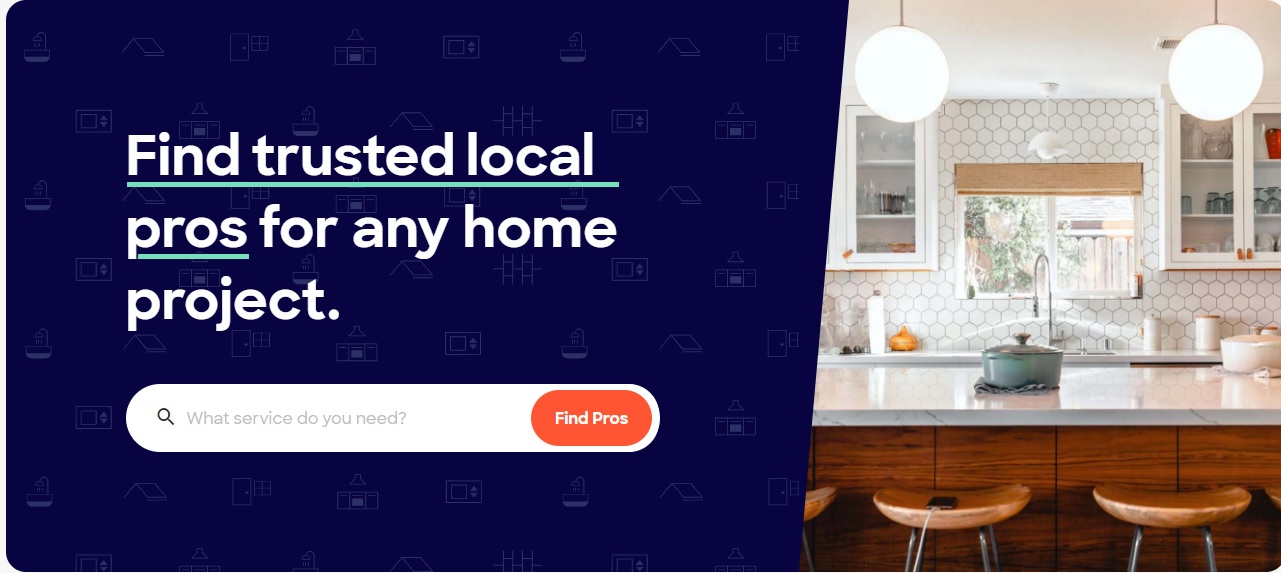 Find trusted local
pros for any home
project.
What service do you need?
Find Pros